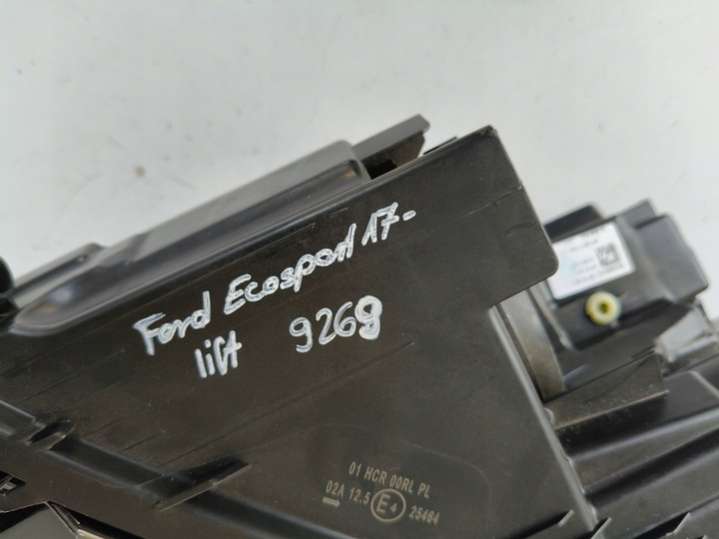 Ford Ecosport 17-
lift 9268
01 HCR 00RL PL
02A 12.5 E4 25464